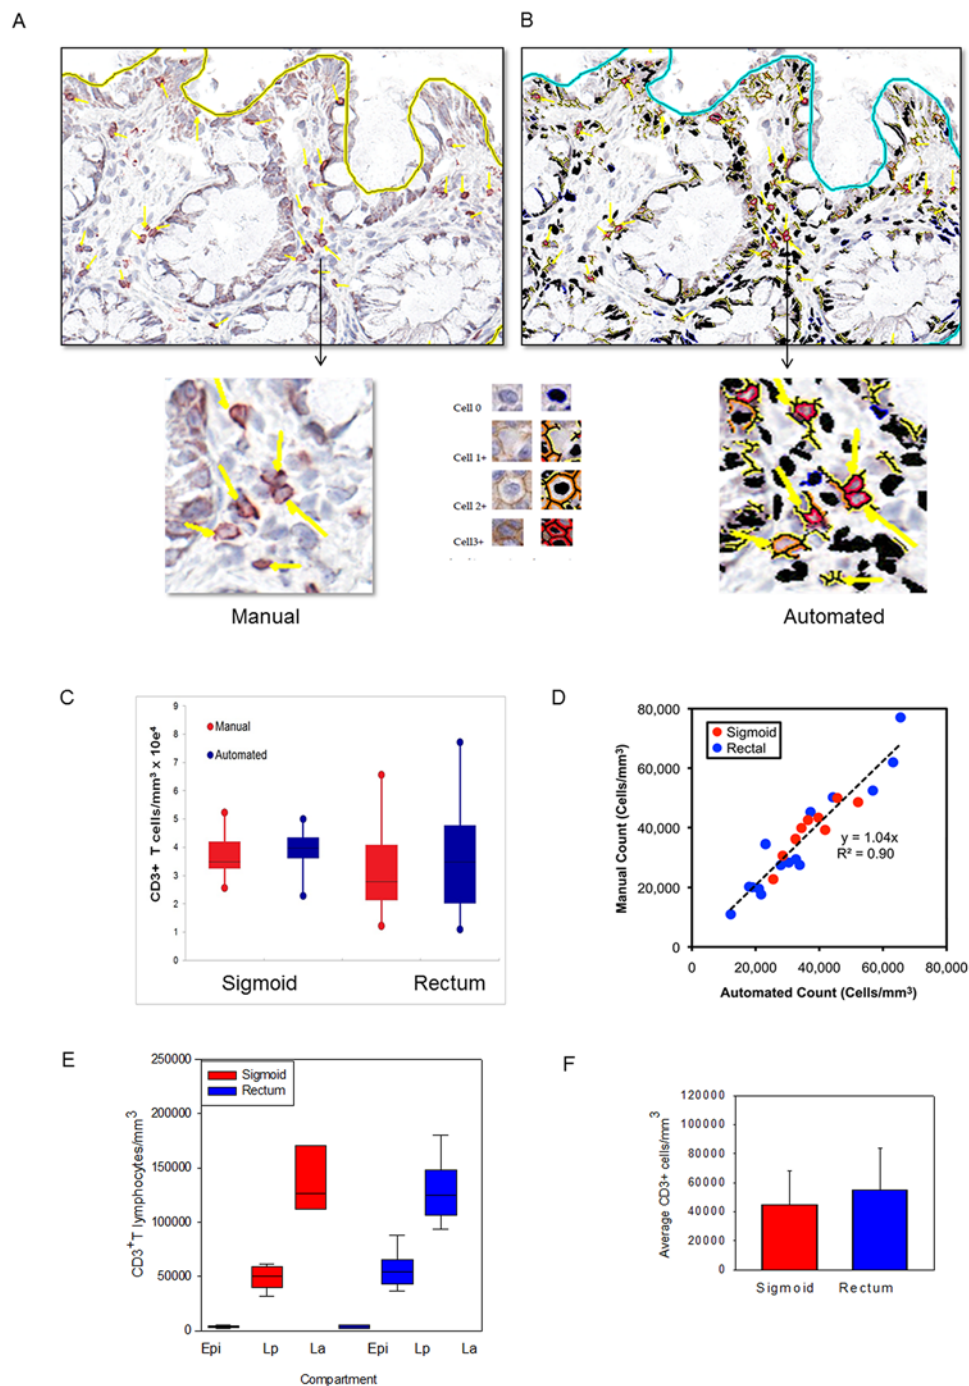 A
B
Cell 0
Cell 1+
Cell 2+
Cell3+
Manual
Automated
C
9
8
7
6
5
4
3
2
1
0
CD3+ T cells/mm³ x 10e⁴
Manual
Automated
Sigmoid
Rectum
D
80,000
60,000
40,000
20,000
0
Manual Count (Cells/mm³)
Sigmoid
Rectal
y = 1.04x
R² = 0.90
0
20,000
40,000
60,000
80,000
Automated Count (Cells/mm³)
E
250000
200000
150000
100000
50000
0
CD3⁺T lymphocytes/mm³
Sigmoid
Rectum
Epi
Lp
La
Epi
Lp
La
Compartment
F
120000
100000
80000
60000
40000
20000
0
Average CD3+ cells/mm³
Sigmoid
Rectum